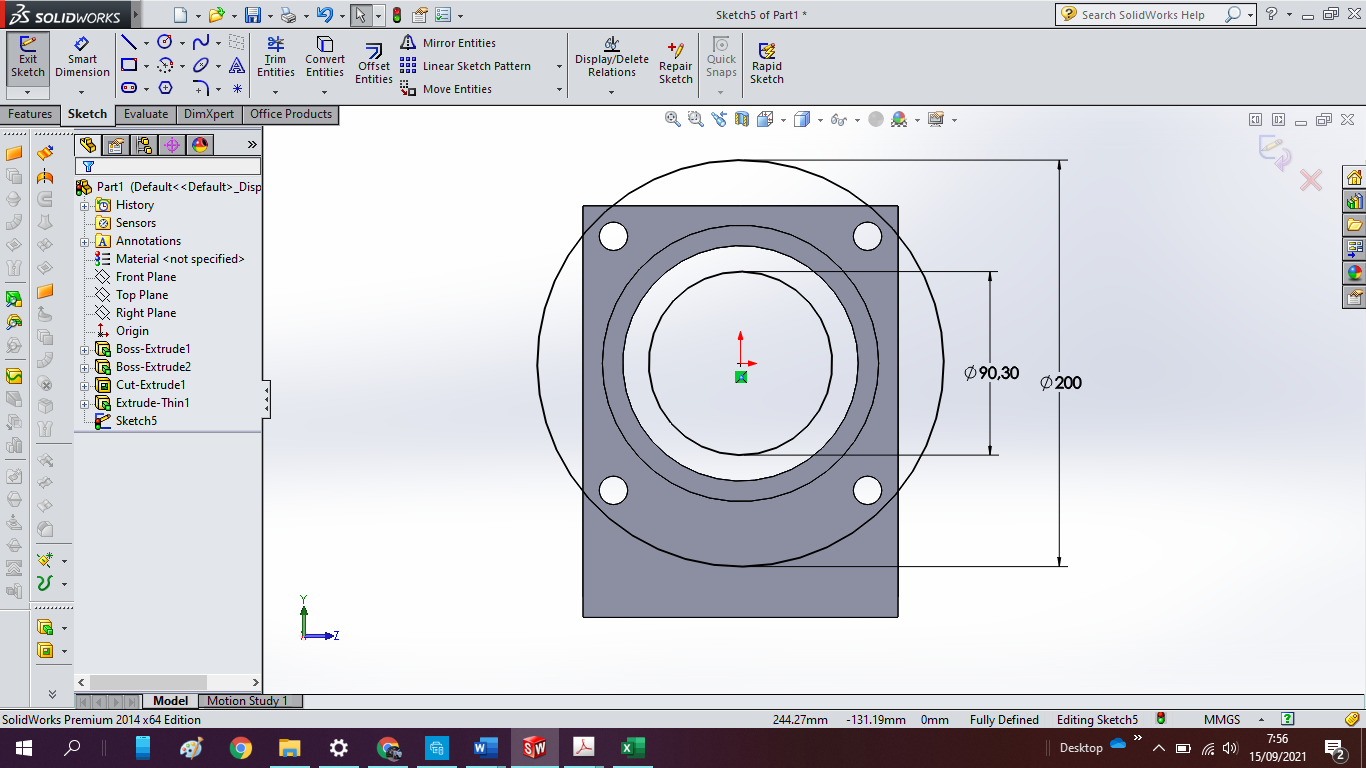 SOLIDWORKS
Sketch5 of Part1 *
Search SolidWorks Help
Exit Sketch
Smart Dimension
Trim Entities
Convert Entities
Offset Entities
Mirror Entities
Linear Sketch Pattern
Move Entities
Display/Delete Relations
Repair Sketch
Quick Snaps
Rapid Sketch
Features
Sketch
Evaluate
DimXpert
Office Products
Part1 (Default<<Default>_Disp
History
Sensors
Annotations
Material <not specified>
Front Plane
Top Plane
Right Plane
Origin
Boss-Extrude1
Boss-Extrude2
Cut-Extrude1
Extrude-Thin1
Sketch5
∅90,30
∅200
Y
Z
Model
Motion Study 1
SolidWorks Premium 2014 x64 Edition
244.27mm
-131.19mm
0mm
Fully Defined
Editing Sketch5
MMGS
Desktop
7:56
15/09/2021
2